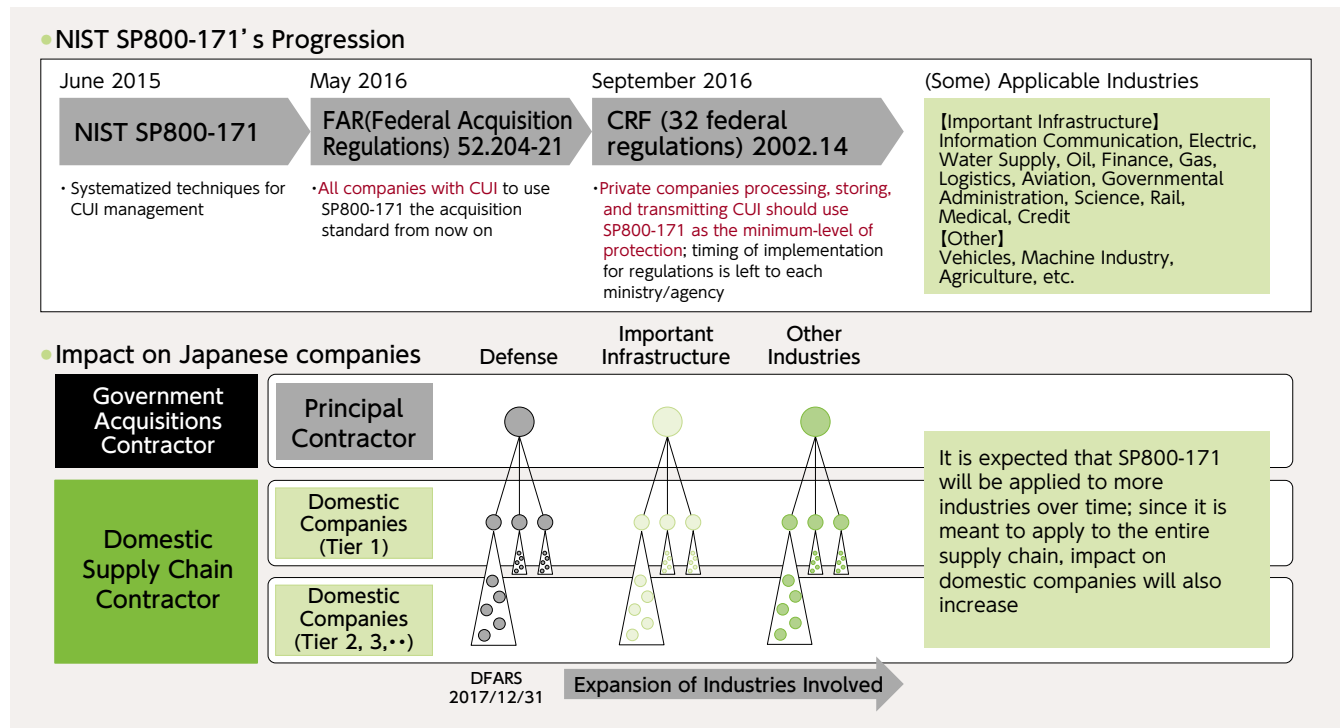 •NIST SP800-171’s Progression
June 2015
NIST SP800-171
・Systematized techniques for
CUI management
May 2016
FAR(Federal Acquisition
Regulations) 52.204-21
・All companies with CUI to use
SP800-171 the acquisition
standard from now on
September 2016
CRF (32 federal
regulations) 2002.14
・Private companies processing, storing,
and transmitting CUI should use
SP800-171 as the minimum-level of
protection; timing of implementation
for regulations is left to each
ministry/agency
(Some) Applicable Industries
【Important Infrastructure】
Information Communication, Electric,
Water Supply, Oil, Finance, Gas,
Logistics, Aviation, Governmental
Administration, Science, Rail,
Medical, Credit
【Other】
Vehicles, Machine Industry,
Agriculture, etc.
•Impact on Japanese companies
Defense
Important
Infrastructure
Other
Industries
Government
Acquisitions
Contractor
Principal
Contractor
Domestic
Supply Chain
Contractor
Domestic
Companies
(Tier 1)
Domestic
Companies
(Tier 2, 3,・・)
It is expected that SP800-171
will be applied to more
industries over time; since it is
meant to apply to the entire
supply chain, impact on
domestic companies will also
increase
DFARS
2017/12/31
Expansion of Industries Involved